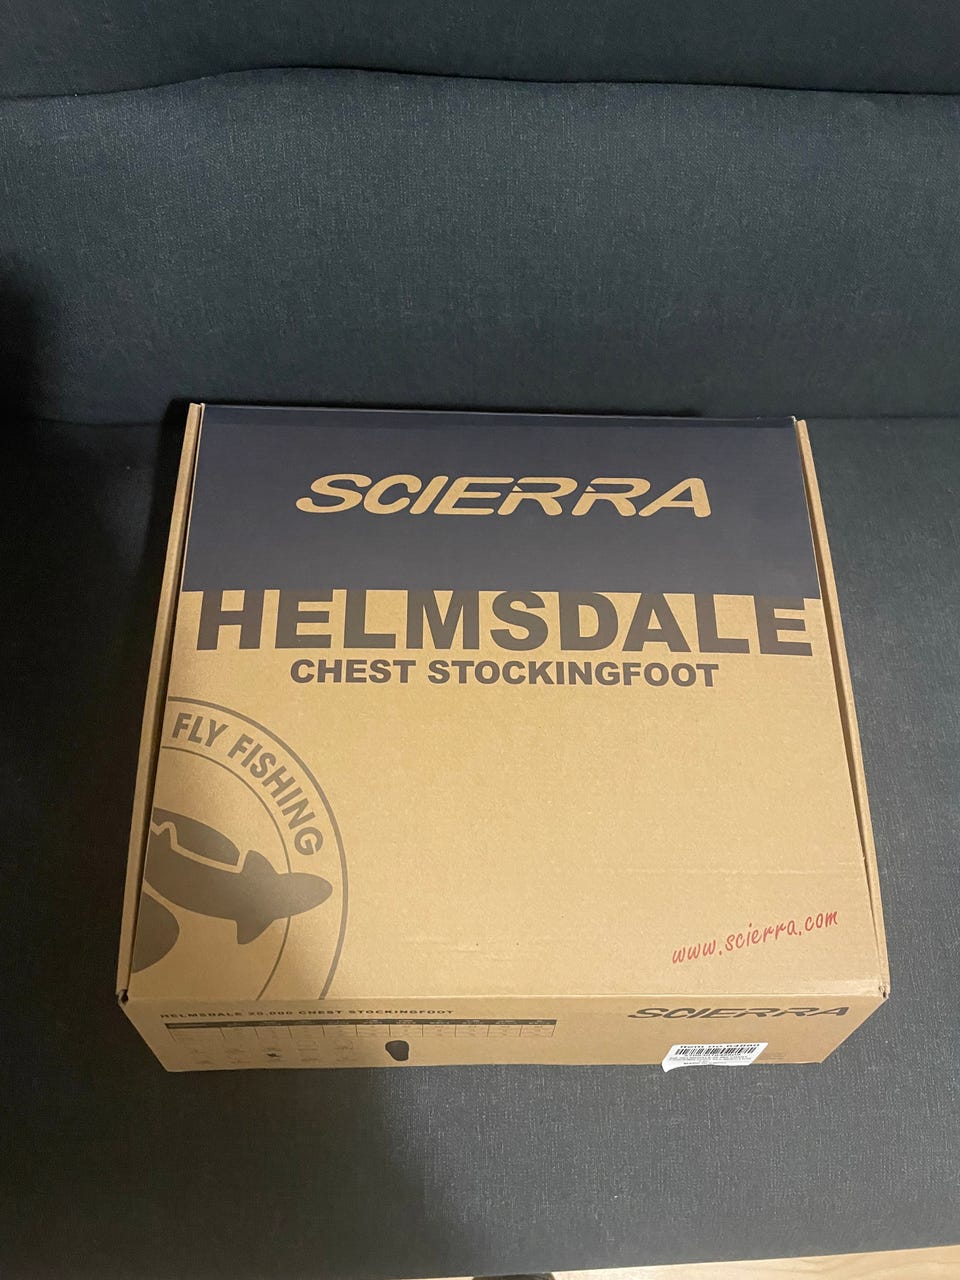 SCIERRA
HELMSDALE
CHEST STOCKINGFOOT
FLY FISHING
www.scierra.com
HELMSDALE 20.000 CHEST STOCKINGFOOT
SCIERRA